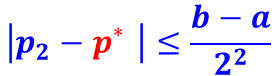 |p₂ − p* | ≤ (b − a) / 2²